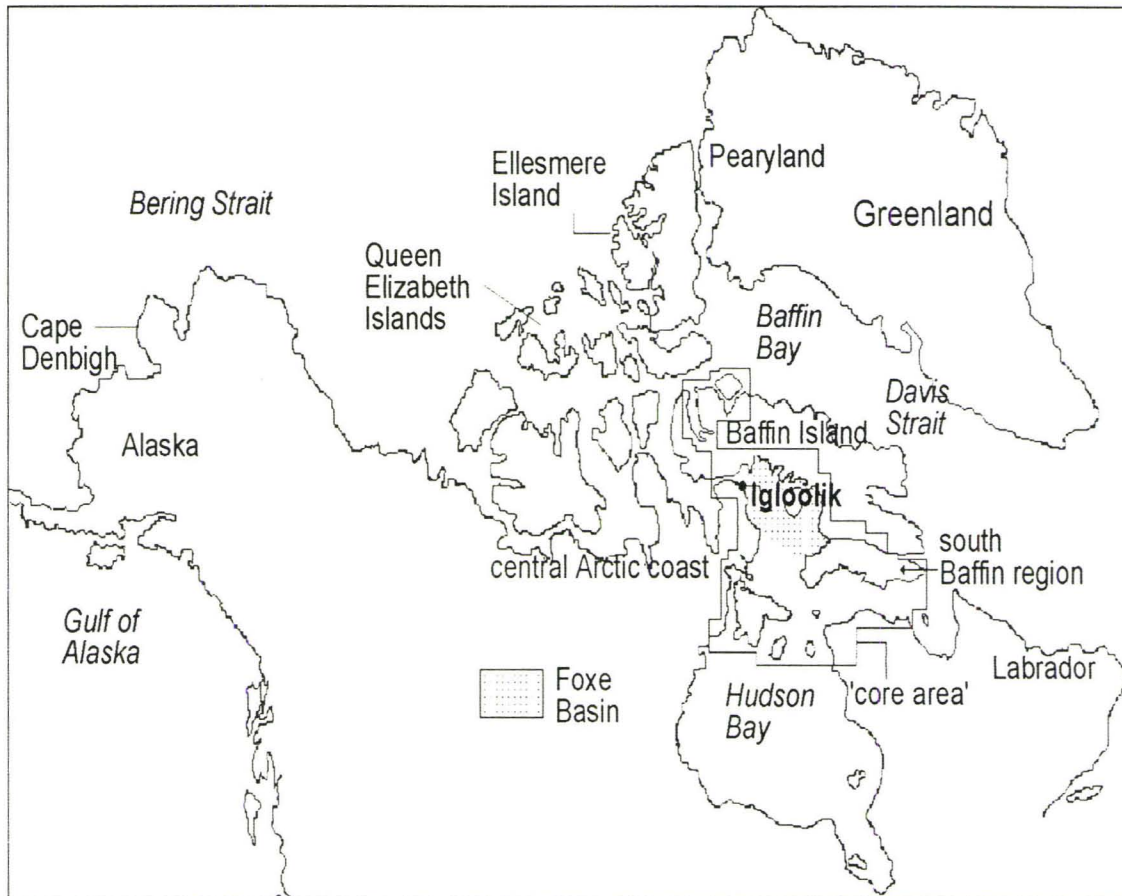 Pearyland
Ellesmere
Island
Bering Strait
Greenland
Queen
Elizabeth
Islands
Cape
Denbigh
Baffin
Bay
Davis
Strait
Alaska
Baffin Island
Igloolik
south
Baffin region
central Arctic coast
Gulf of
Alaska
Labrador
Foxe
Basin
Hudson
Bay
'core area'